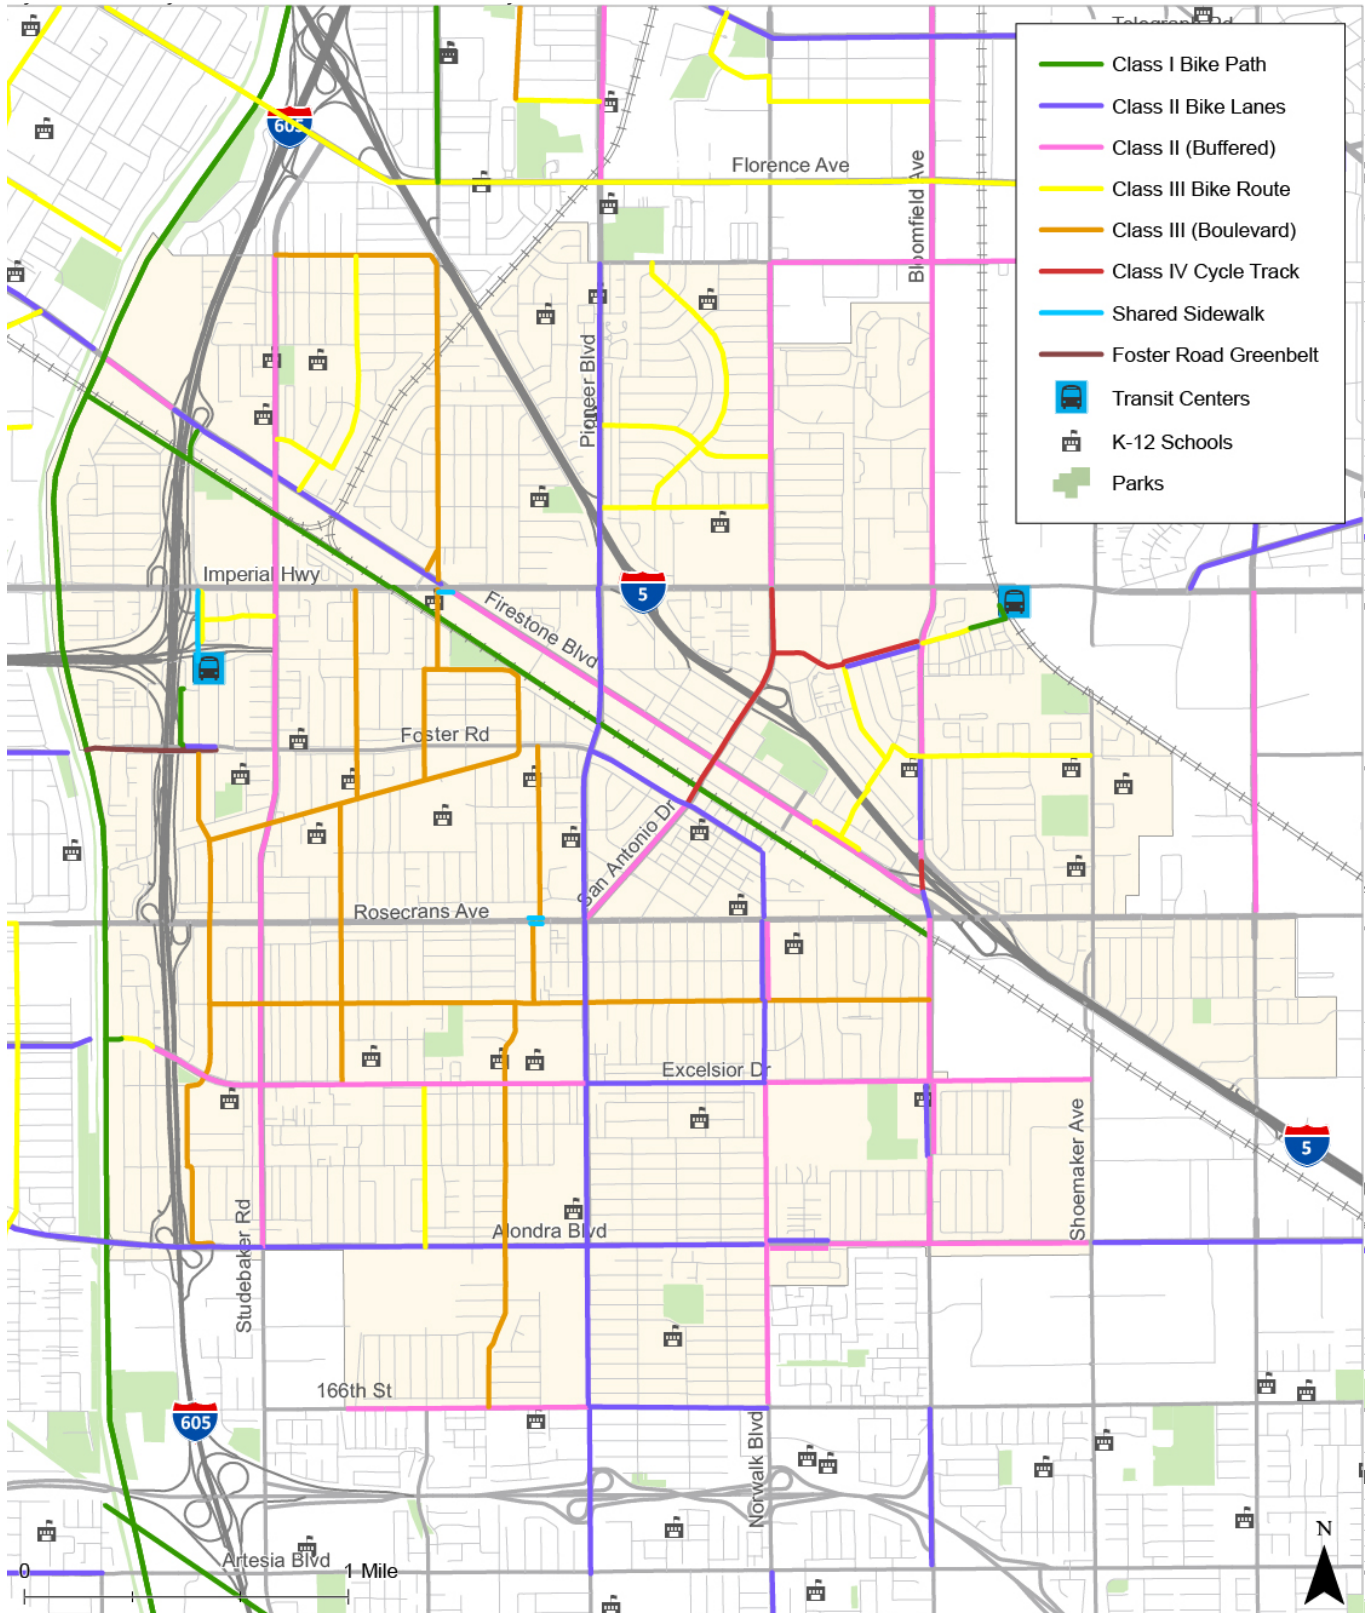 Telegraph Rd
Class I Bike Path
Class II Bike Lanes
Class II (Buffered)
Class III Bike Route
Class III (Boulevard)
Class IV Cycle Track
Shared Sidewalk
Foster Road Greenbelt
Transit Centers
K-12 Schools
Parks
605
Florence Ave
Bloomfield Ave
Pioneer Blvd
Imperial Hwy
5
Firestone Blvd
Foster Rd
San Antonio Dr
Rosecrans Ave
Excelsior Dr
Shoemaker Ave
5
Studebaker Rd
Alondra Blvd
166th St
605
Norwalk Blvd
Artesia Blvd
0
1 Mile
N